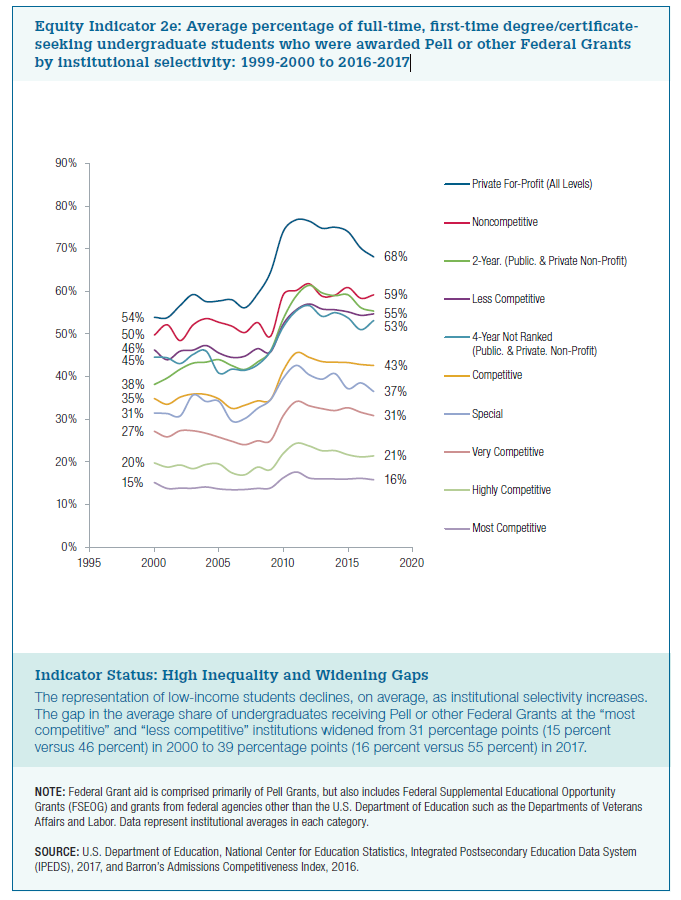 Equity Indicator 2e: Average percentage of full-time, first-time degree/certificate-
seeking undergraduate students who were awarded Pell or other Federal Grants
by institutional selectivity: 1999-2000 to 2016-2017
90%
80%
70%
60%
50%
40%
30%
20%
10%
0%
1995
2000
2005
2010
2015
2020
54%
50%
46%
45%
38%
35%
31%
27%
20%
15%
68%
59%
55%
53%
43%
37%
31%
21%
16%
Private For-Profit (All Levels)
Noncompetitive
2-Year. (Public. & Private Non-Profit)
Less Competitive
4-Year Not Ranked
(Public. & Private. Non-Profit)
Competitive
Special
Very Competitive
Highly Competitive
Most Competitive
Indicator Status: High Inequality and Widening Gaps
The representation of low-income students declines, on average, as institutional selectivity increases.
The gap in the average share of undergraduates receiving Pell or other Federal Grants at the “most
competitive” and “less competitive” institutions widened from 31 percentage points (15 percent
versus 46 percent) in 2000 to 39 percentage points (16 percent versus 55 percent) in 2017.
NOTE: Federal Grant aid is comprised primarily of Pell Grants, but also includes Federal Supplemental Educational Opportunity
Grants (FSEOG) and grants from federal agencies other than the U.S. Department of Education such as the Departments of Veterans
Affairs and Labor. Data represent institutional averages in each category.
SOURCE: U.S. Department of Education, National Center for Education Statistics, Integrated Postsecondary Education Data System
(IPEDS), 2017, and Barron’s Admissions Competitiveness Index, 2016.